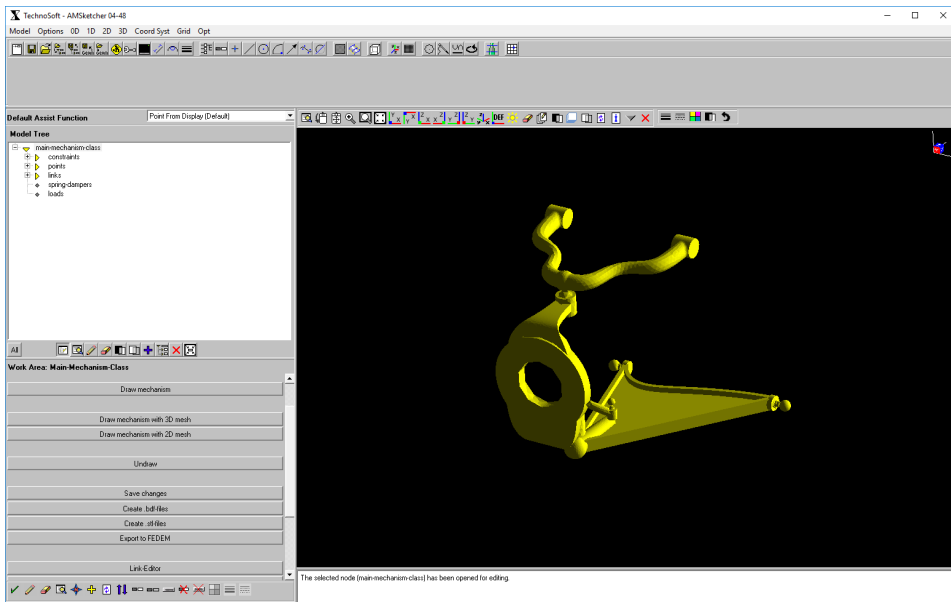 TechnoSoft - AMSketcher 04-48
Model Options 0D 1D 2D 3D Coord Syst Grid Opt
Default Assist Function Point From Display (Default)
DEF
Model Tree
main-mechanism-class
constraints
points
links
spring-dampers
loads
All
Work Area: Main-Mechanism-Class
Draw mechanism
Draw mechanism with 3D mesh
Draw mechanism with 2D mesh
Undraw
Save changes
Create .bdf-files
Create .stl-files
Export to FEDEM
Link-Editor
The selected node (main-mechanism-class) has been opened for editing.